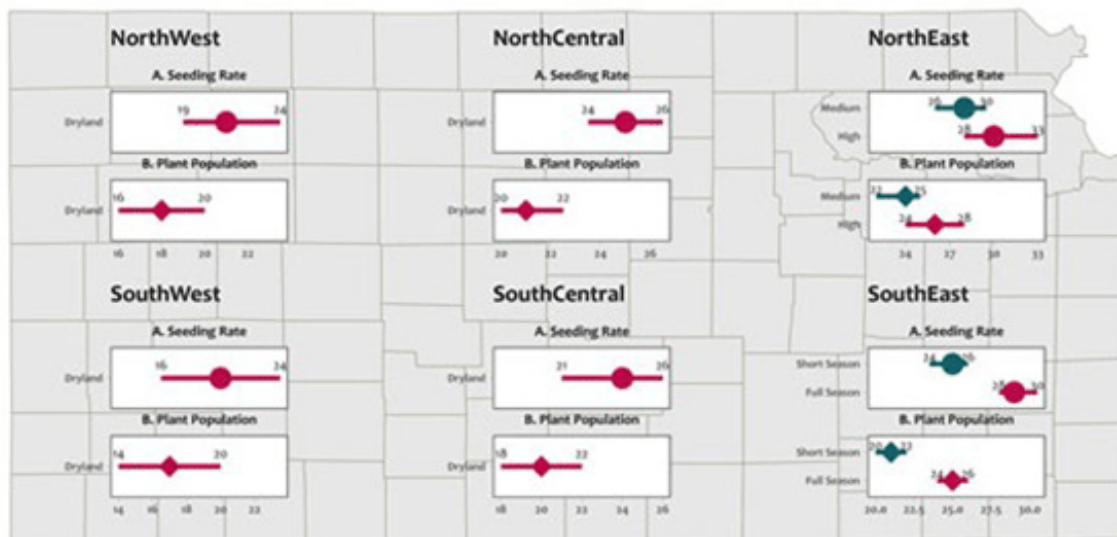 NorthWest NorthCentral NorthEast
A. Seeding Rate A. Seeding Rate A. Seeding Rate
19 24 24 26 Medium 26 30
Dryland Dryland High 28 33
B. Plant Population B. Plant Population B. Plant Population
16 20 20 22 Medium 22 25
Dryland Dryland High 24 28
16 18 20 22 20 22 24 26 24 27 30 33
SouthWest SouthCentral SouthEast
A. Seeding Rate A. Seeding Rate A. Seeding Rate
16 24 21 26 Short Season 24 26
Dryland Dryland Full Season 28 30
B. Plant Population B. Plant Population B. Plant Population
14 20 18 22 Short Season 20 22
Dryland Dryland Full Season 24 26
14 16 18 20 22 18 20 22 24 26 20.0 22.5 25.0 27.5 30.0